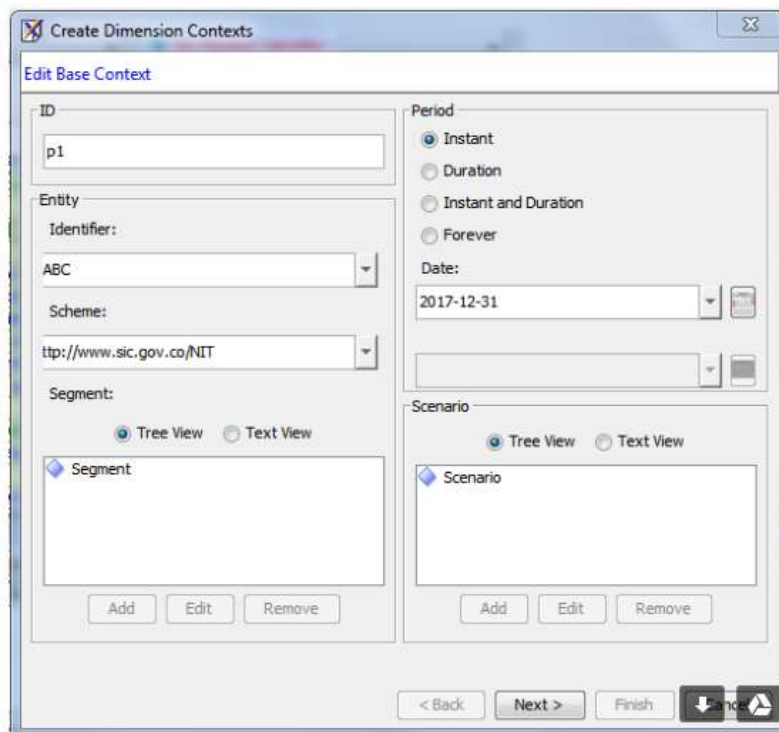 Create Dimension Contexts
Edit Base Context
ID
p1
Entity
Identifier:
ABC
Scheme:
ttp://www.sic.gov.co/NIT
Segment:
Tree View Text View
Segment
Add Edit Remove
Period
Instant
Duration
Instant and Duration
Forever
Date:
2017-12-31
Scenario
Tree View Text View
Scenario
Add Edit Remove
< Back Next > Finish Cancel